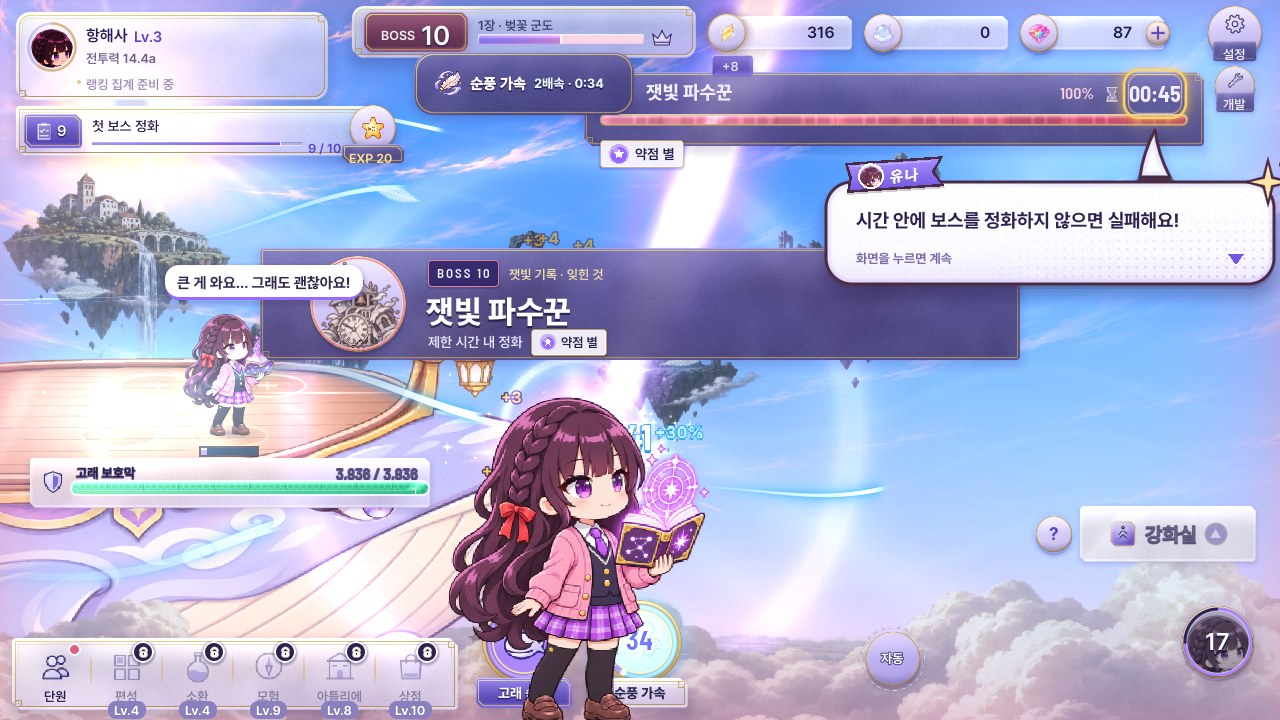 항해사 Lv.3
전투력 14.4a
랭킹 집계 준비 중
BOSS 10
1장 · 벚꽃 군도
316
0
87
설정
개발
+8
순풍 가속 2배속 · 0:34
잿빛 파수꾼
100%
00:45
약점 별
9
첫 보스 정화
9 / 10
EXP 20
유나
시간 안에 보스를 정화하지 않으면 실패해요!
화면을 누르면 계속
+4
큰 게 와요... 그래도 괜찮아요!
BOSS 10
잿빛 기록 · 잊힌 것
잿빛 파수꾼
제한 시간 내 정화
약점 별
+3
+30%
고래 보호막
3,836 / 3,836
?
강화실
자동
17
34
고래
순풍 가속
단원
편성
Lv.4
소환
Lv.4
모험
Lv.9
아틀리에
Lv.8
상점
Lv.10